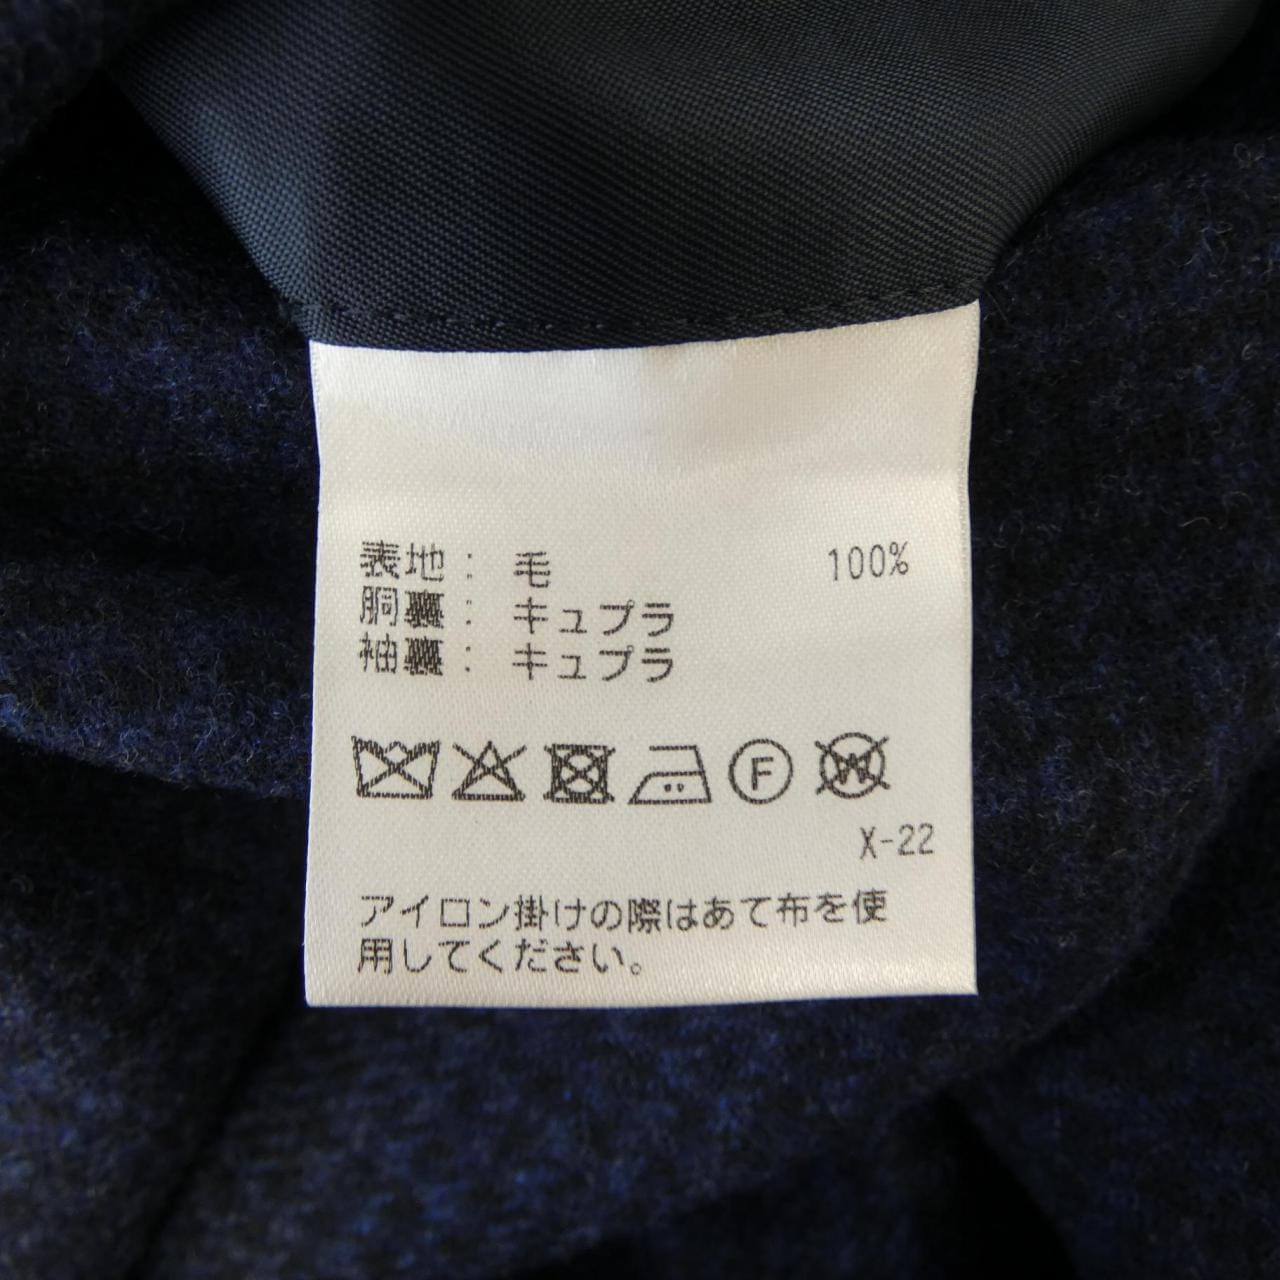 表地： 毛 100%
胴裏： キュプラ
袖裏： キュプラ
F W
X-22
アイロン掛けの際はあて布を使
用してください。